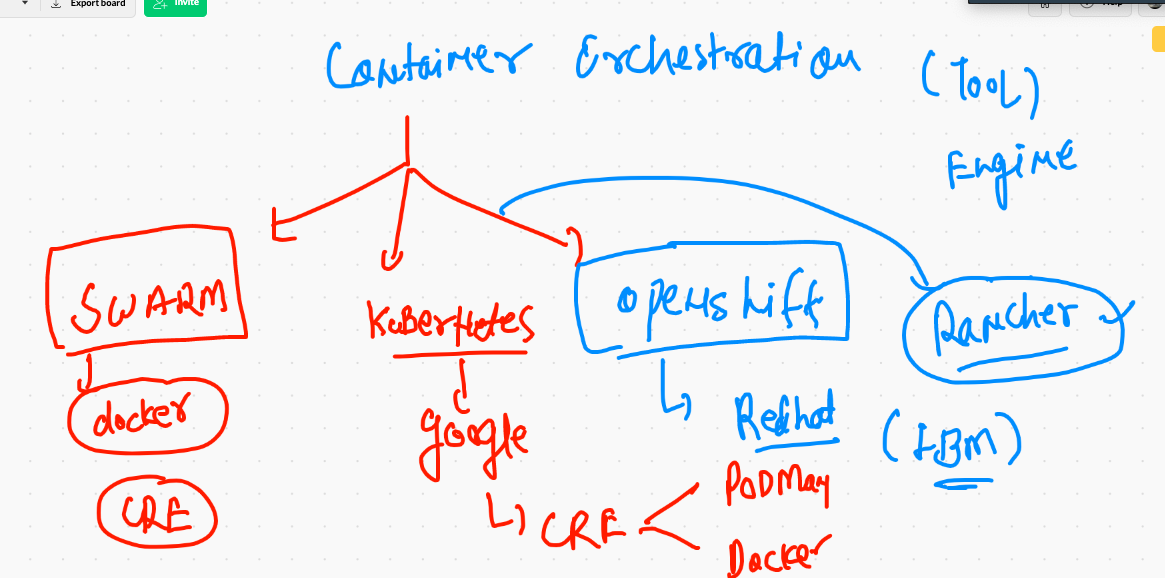 Export board
Invite
Help
Container Orchestration (Tool)
Engine
SWARM
Kubernetes
openshift
Rancher
docker
google
Redhat
(IBM)
CRE
CRE
PODMan
Docker